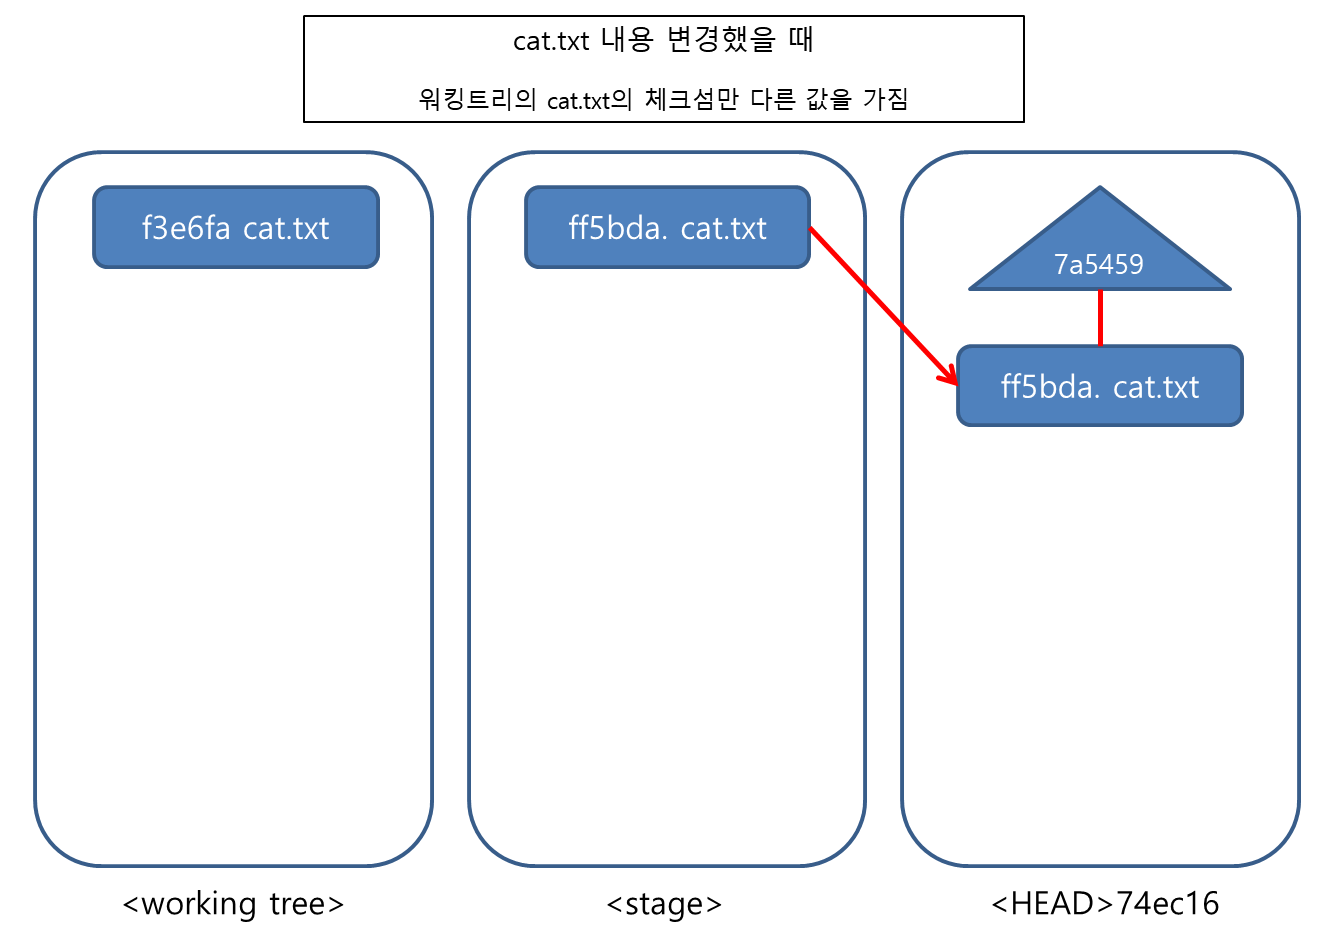 cat.txt 내용 변경했을 때
워킹트리의 cat.txt의 체크섬만 다른 값을 가짐
f3e6fa cat.txt
ff5bda. cat.txt
7a5459
ff5bda. cat.txt
<working tree>
<stage>
<HEAD>74ec16